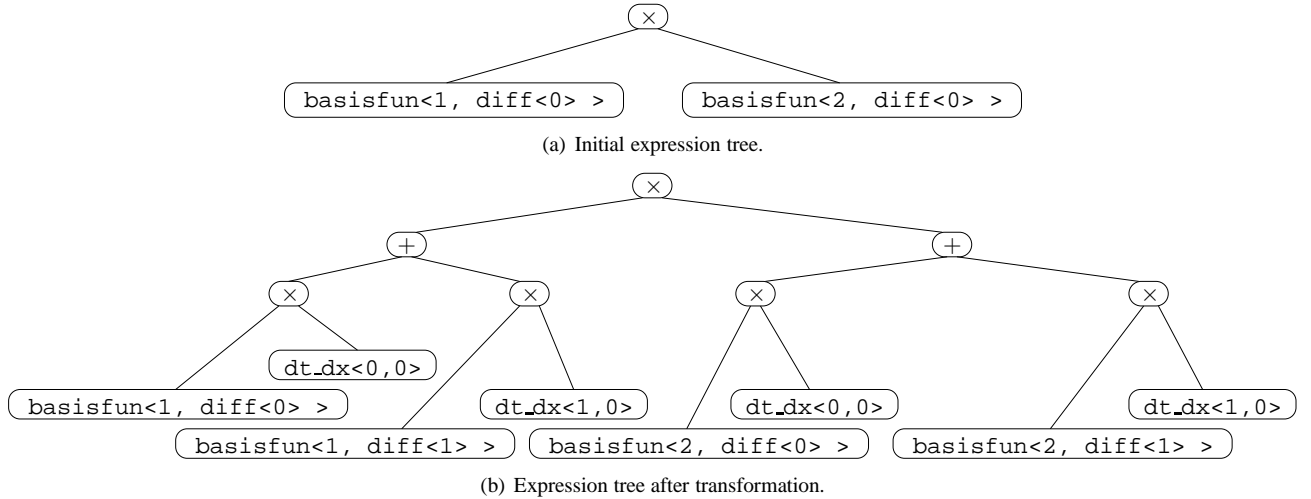 ×
basisfun<1, diff<0> > basisfun<2, diff<0> >
(a) Initial expression tree.
×
+ +
× × × ×
dt_dx<0,0>
basisfun<1, diff<0> > dt_dx<1,0> dt_dx<0,0> dt_dx<1,0>
basisfun<1, diff<1> > basisfun<2, diff<0> > basisfun<2, diff<1> >
(b) Expression tree after transformation.